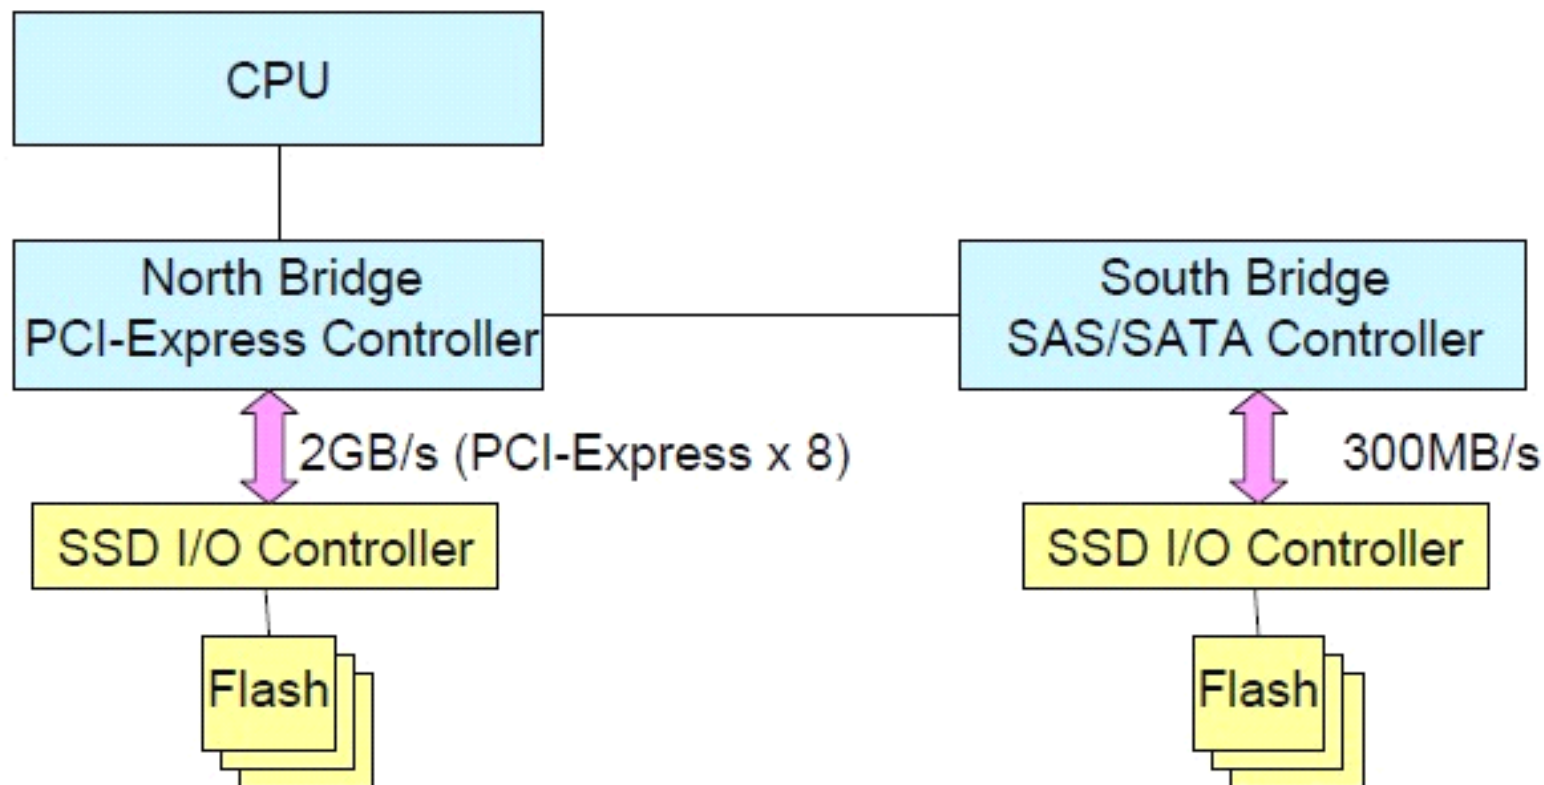 CPU
North Bridge
PCI-Express Controller
South Bridge
SAS/SATA Controller
2GB/s (PCI-Express x 8)
300MB/s
SSD I/O Controller
SSD I/O Controller
Flash
Flash